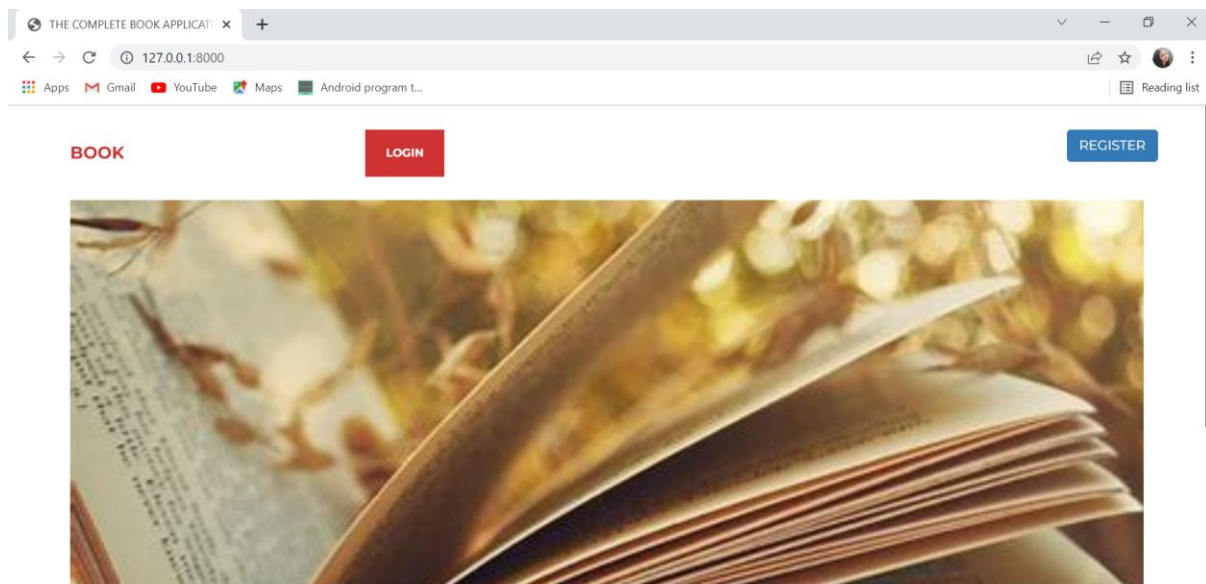 THE COMPLETE BOOK APPLICATI
127.0.0.1:8000
Apps Gmail YouTube Maps Android program t... Reading list
BOOK LOGIN REGISTER